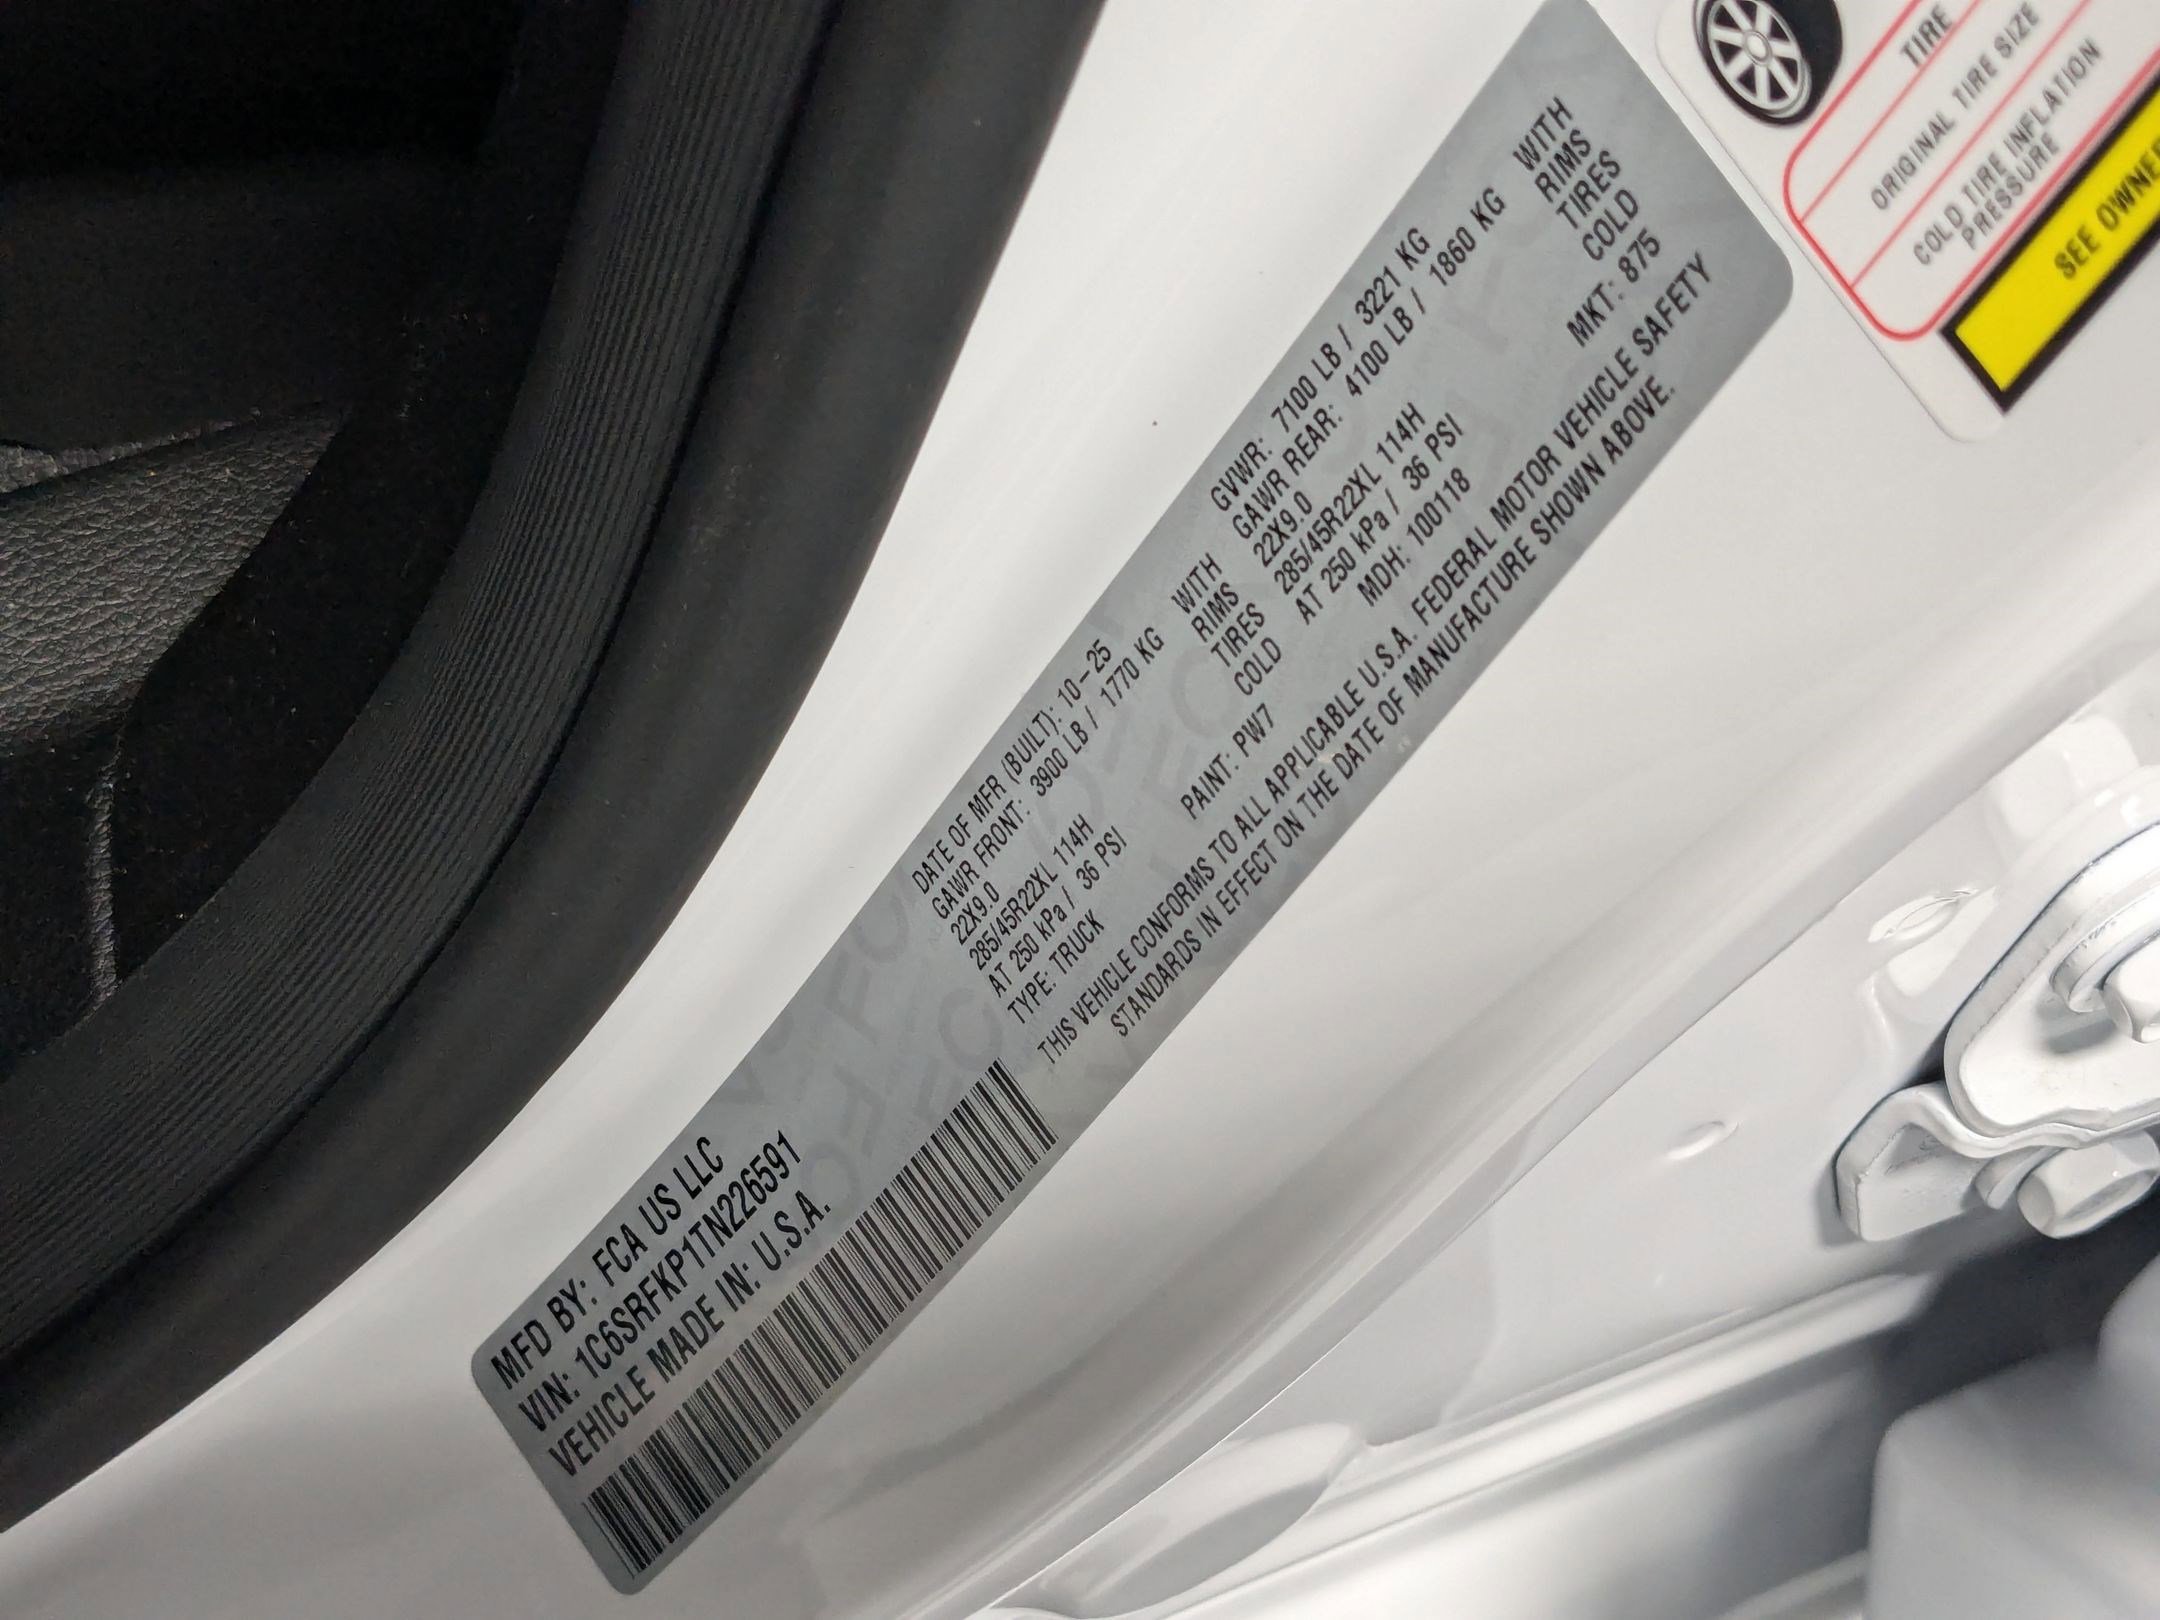 MFD BY: FCA US LLC
VIN: 1C6SRFKP1TN226591
VEHICLE MADE IN: U.S.A.
DATE OF MFR (BUILT): 10-25
GAWR FRONT: 3900 LB / 1770 KG WITH
22X9.0 RIMS
285/45R22XL 114H TIRES
AT 250 kPa / 36 PSI COLD
TYPE: TRUCK PAINT: PW7
GVWR: 7100 LB / 3221 KG
GAWR REAR: 4100 LB / 1860 KG WITH
22X9.0 RIMS
285/45R22XL 114H TIRES
AT 250 kPa / 36 PSI COLD
MDH: 100118 MKT: 875
THIS VEHICLE CONFORMS TO ALL APPLICABLE U.S.A. FEDERAL MOTOR VEHICLE SAFETY
STANDARDS IN EFFECT ON THE DATE OF MANUFACTURE SHOWN ABOVE.
TIRE
ORIGINAL TIRE SIZE
COLD TIRE INFLATION
PRESSURE
SEE OWNE